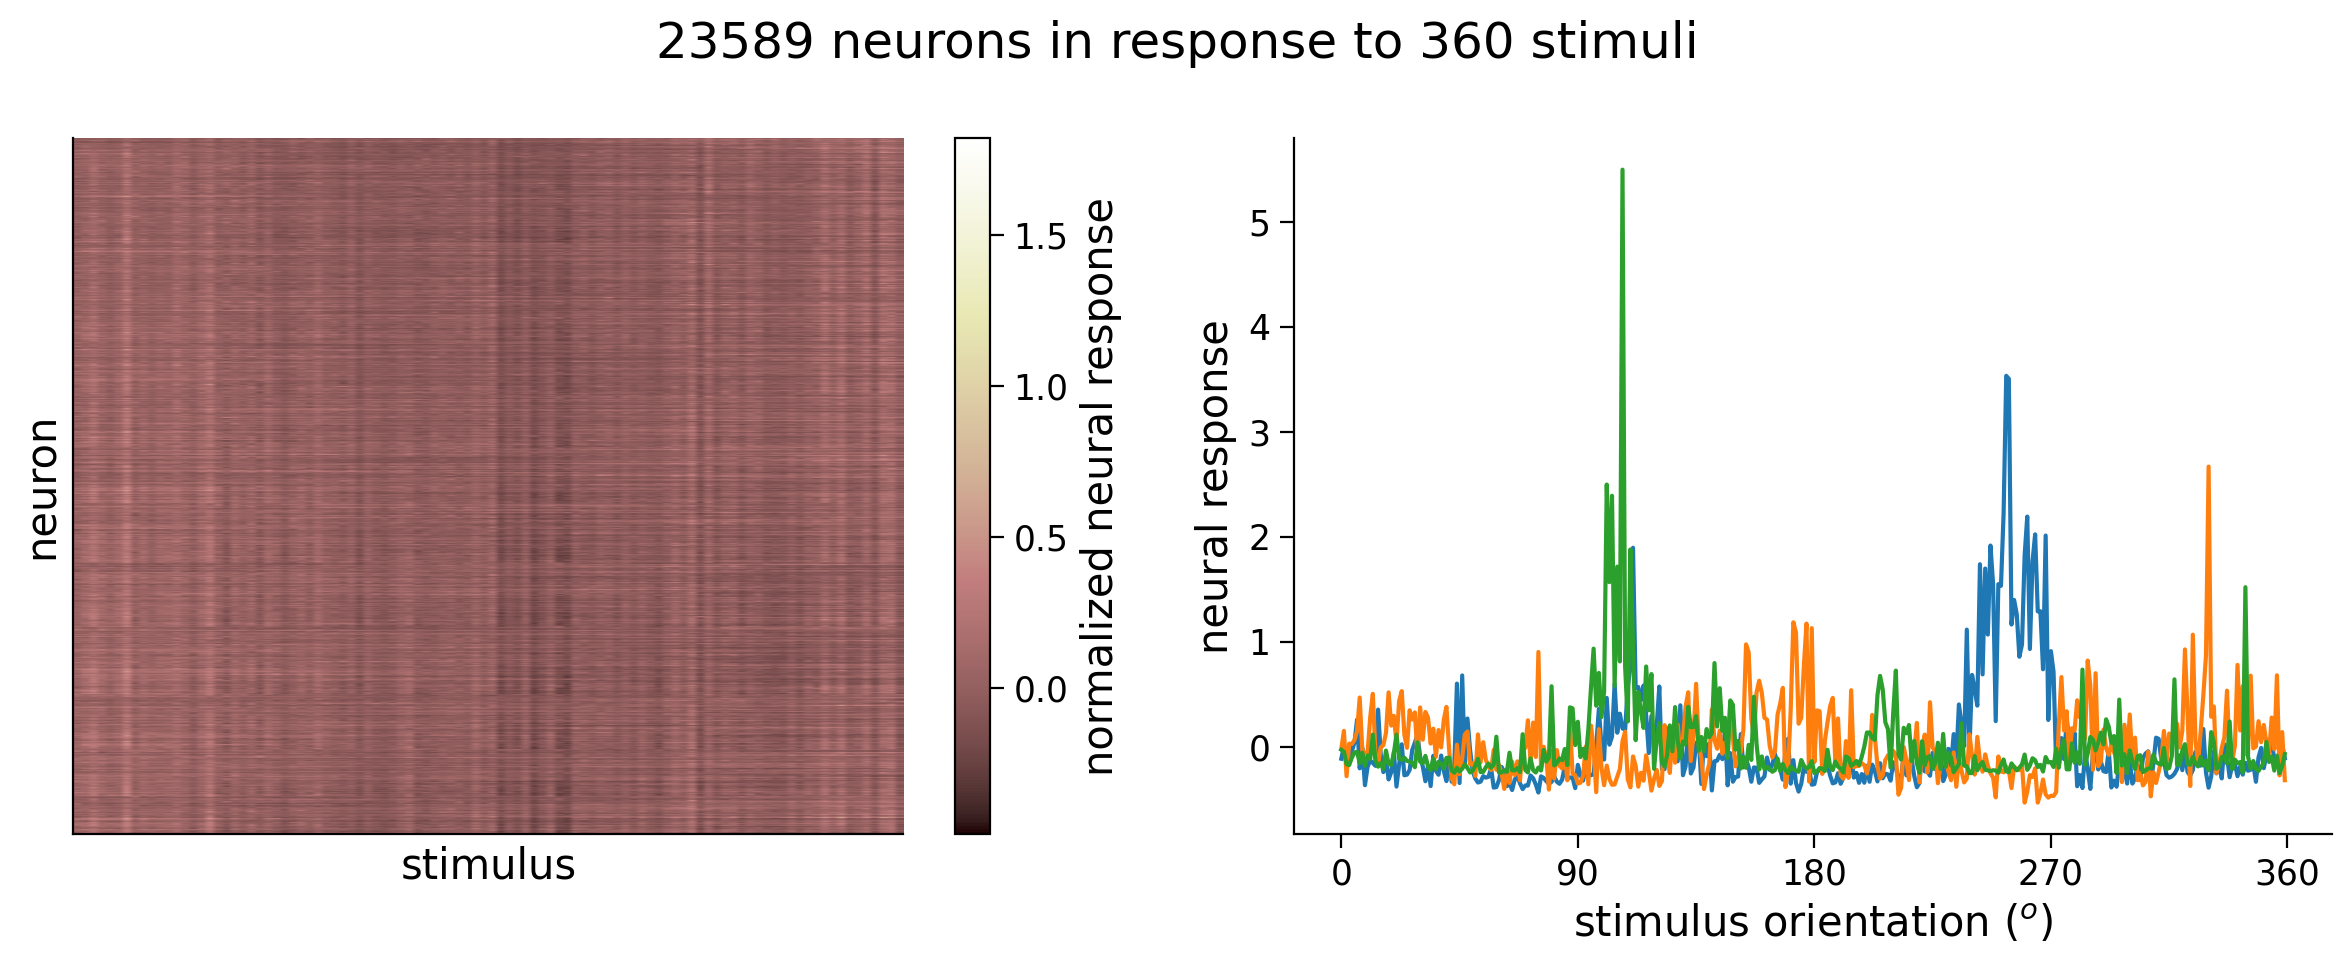 23589 neurons in response to 360 stimuli
neuron
stimulus
1.5
1.0
0.5
0.0
normalized neural response
neural response
5
4
3
2
1
0
0 90 180 270 360
stimulus orientation (°)